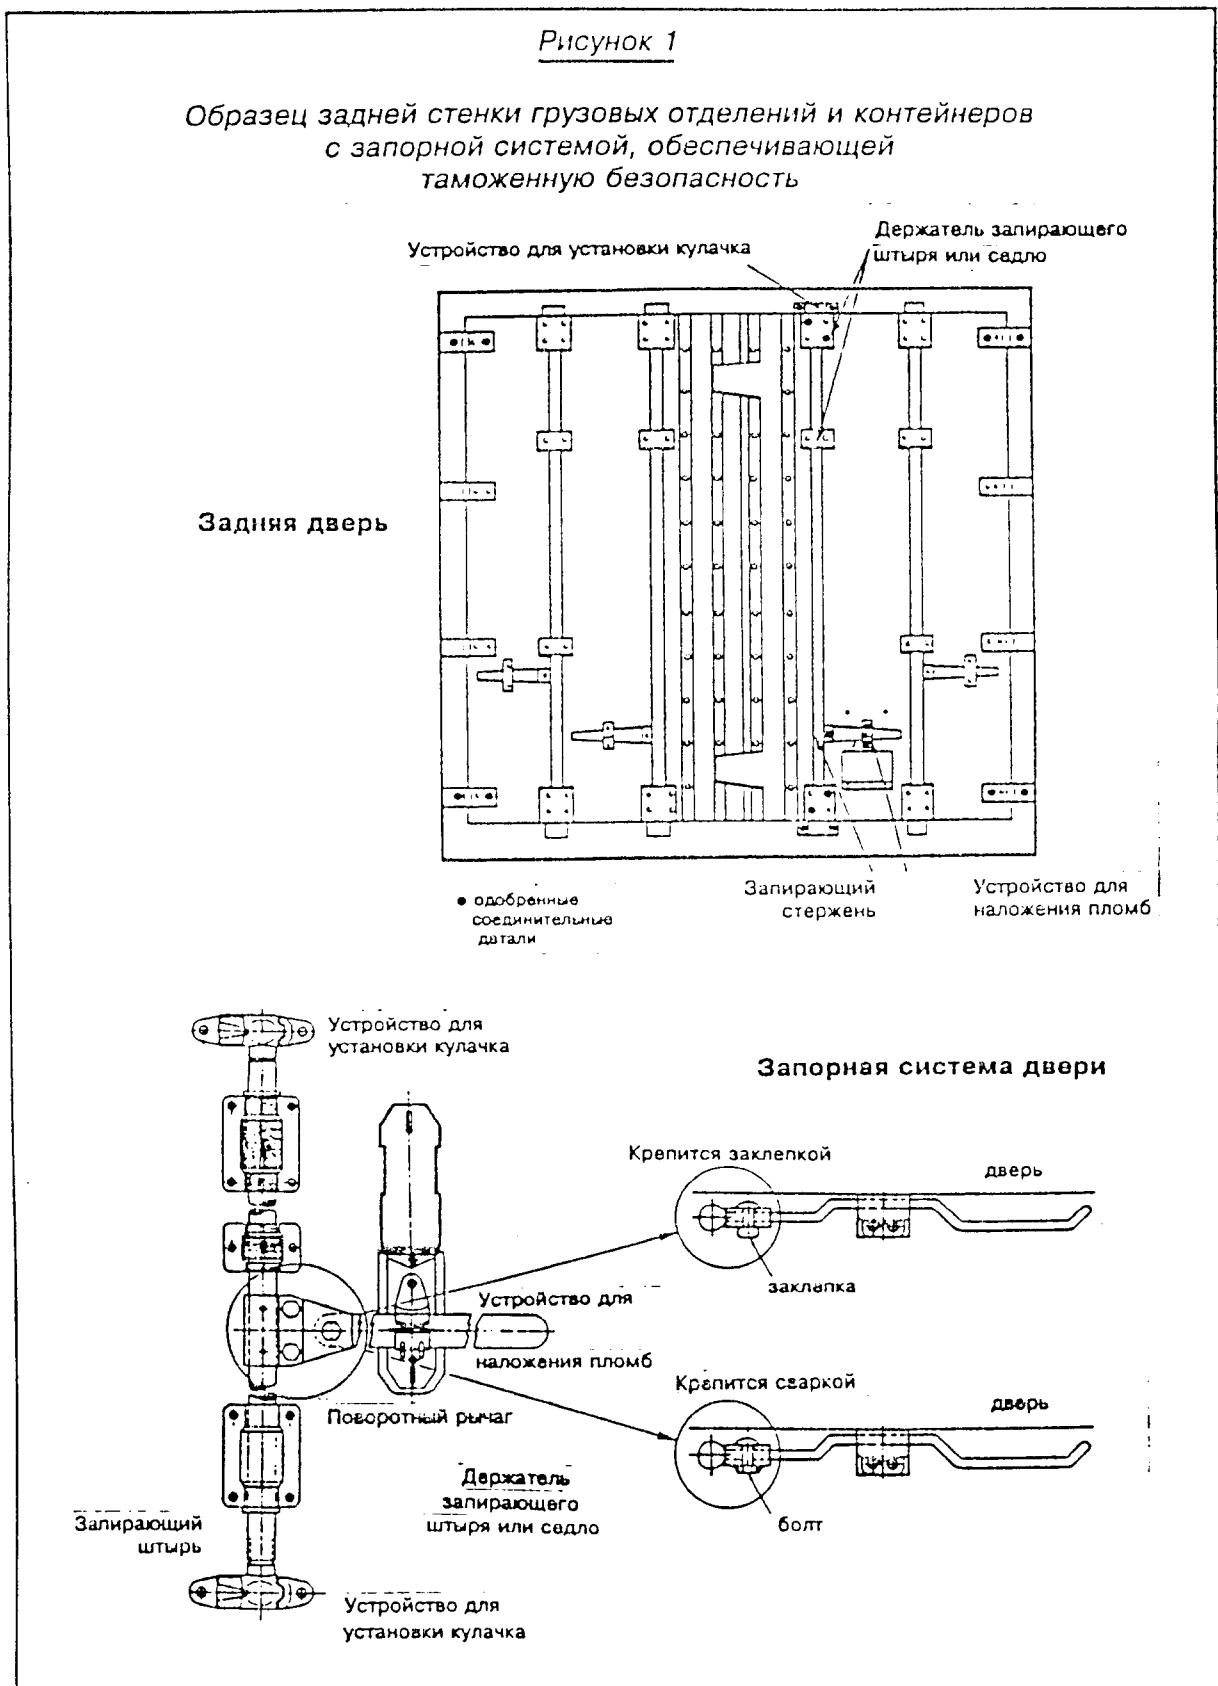 Рисунок 1
Образец задней стенки грузовых отделений и контейнеров
с запорной системой, обеспечивающей
таможенную безопасность
Устройство для установки кулачка
Держатель запирающего
штыря или седло
Задняя дверь
● одобренные
соединительные
датали
Запирающий
стержень
Устройство для
наложения пломб
Устройство для
установки кулачка
Запорная система двери
Крепится заклепкой
дверь
заклепка
Устройство для
наложения пломб
Крепится сваркой
дверь
Поворотный рычаг
Держатель
запирающего
штыря или седло
болт
Запирающий
штырь
Устройство для
установки кулачка